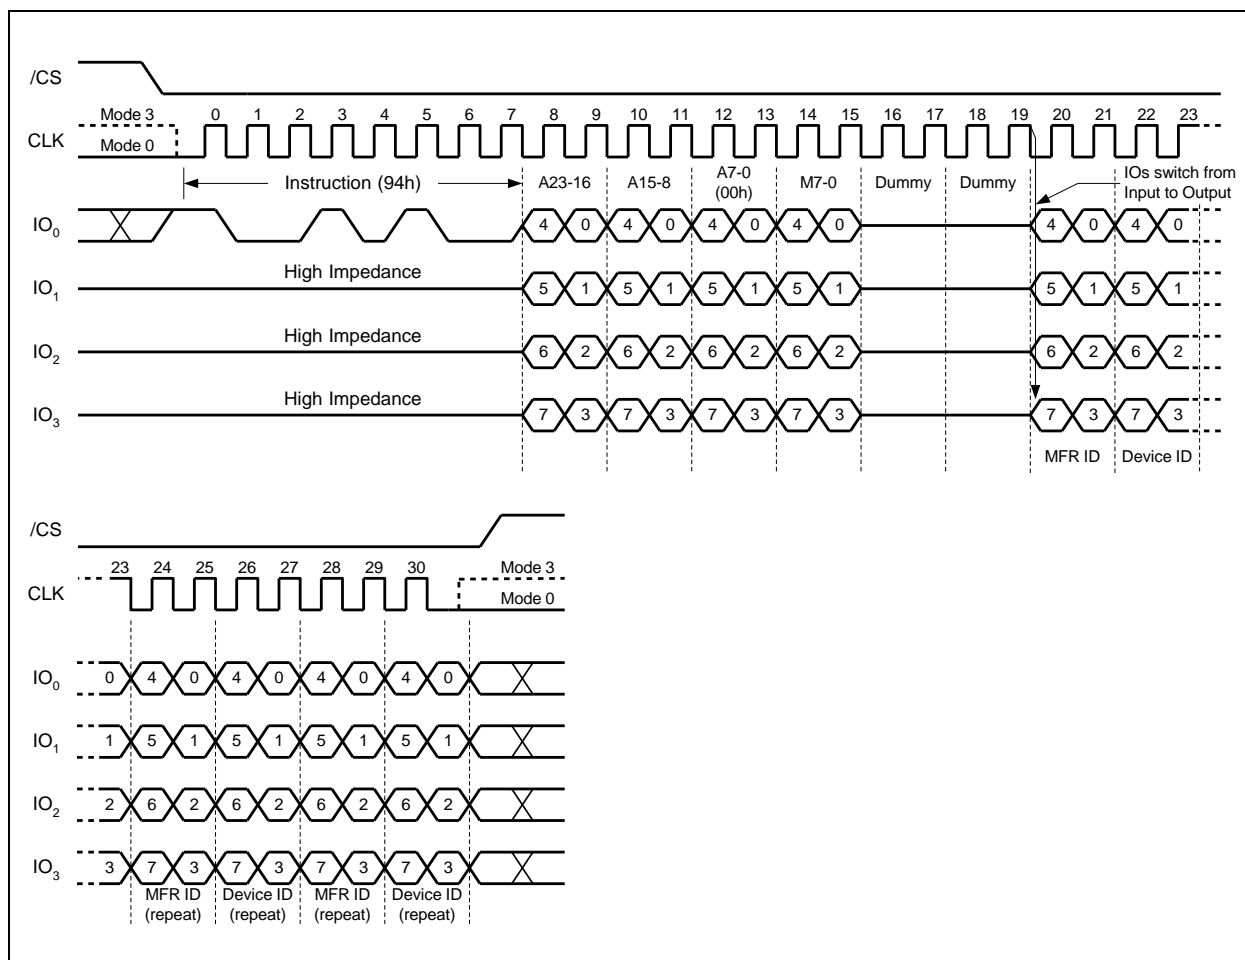 /CS
Mode 3 0 1 2 3 4 5 6 7 8 9 10 11 12 13 14 15 16 17 18 19 20 21 22 23
CLK
Mode 0
Instruction (94h) A23-16 A15-8 A7-0 (00h) M7-0 Dummy Dummy
IOs switch from
Input to Output
IO0 4 0 4 0 4 0 4 0 4 0 4 0
High Impedance
IO1 5 1 5 1 5 1 5 1 5 1 5 1
High Impedance
IO2 6 2 6 2 6 2 6 2 6 2 6 2
High Impedance
IO3 7 3 7 3 7 3 7 3 7 3 7 3
MFR ID Device ID
/CS
23 24 25 26 27 28 29 30 Mode 3
CLK
Mode 0
IO0 0 4 0 4 0 4 0 4 0
IO1 1 5 1 5 1 5 1 5 1
IO2 2 6 2 6 2 6 2 6 2
IO3 3 7 3 7 3 7 3 7 3
MFR ID Device ID MFR ID Device ID
(repeat) (repeat) (repeat) (repeat)